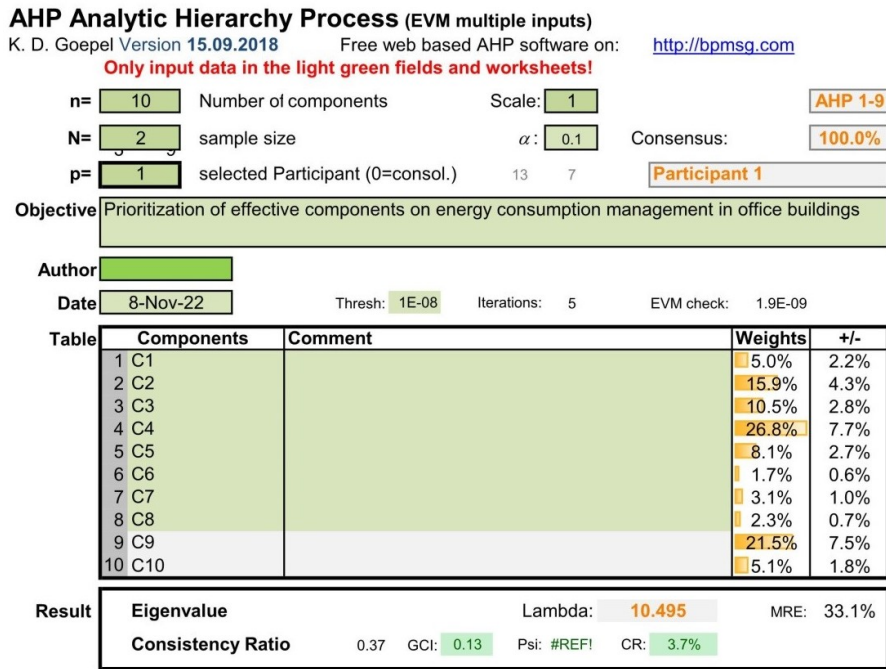 AHP Analytic Hierarchy Process (EVM multiple inputs)
K. D. Goepel Version 15.09.2018 Free web based AHP software on: http://bpmsg.com
Only input data in the light green fields and worksheets!
n= 10 Number of components Scale: 1 AHP 1-9
N= 2 sample size α: 0.1 Consensus: 100.0%
p= 1 selected Participant (0=consol.) 13 7 Participant 1
Objective Prioritization of effective components on energy consumption management in office buildings
Author
Date 8-Nov-22 Thresh: 1E-08 Iterations: 5 EVM check: 1.9E-09
Table Components Comment Weights +/-
1 C1 5.0% 2.2%
2 C2 15.9% 4.3%
3 C3 10.5% 2.8%
4 C4 26.8% 7.7%
5 C5 8.1% 2.7%
6 C6 1.7% 0.6%
7 C7 3.1% 1.0%
8 C8 2.3% 0.7%
9 C9 21.5% 7.5%
10 C10 5.1% 1.8%
Result Eigenvalue Lambda: 10.495 MRE: 33.1%
Consistency Ratio 0.37 GCI: 0.13 Psi: #REF! CR: 3.7%